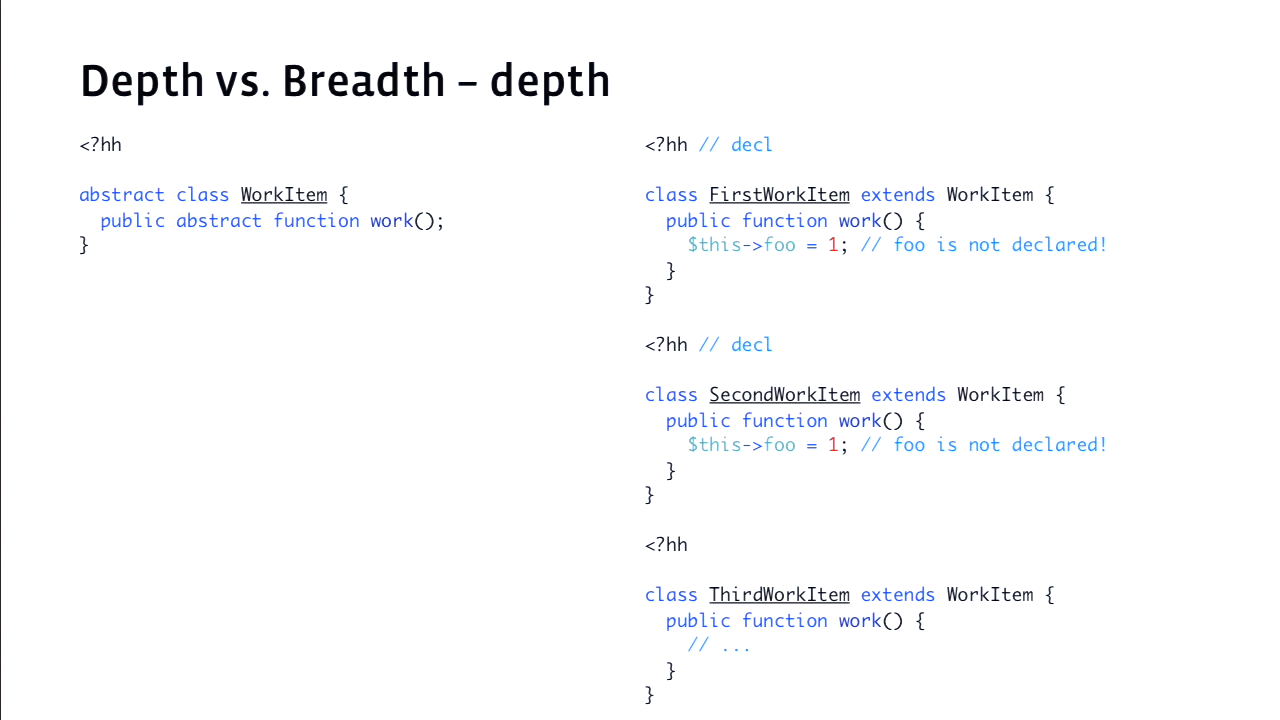 Depth vs. Breadth – depth
<?hh
abstract class WorkItem {
  public abstract function work();
}
<?hh // decl
class FirstWorkItem extends WorkItem {
  public function work() {
    $this->foo = 1; // foo is not declared!
  }
}
<?hh // decl
class SecondWorkItem extends WorkItem {
  public function work() {
    $this->foo = 1; // foo is not declared!
  }
}
<?hh
class ThirdWorkItem extends WorkItem {
  public function work() {
    // ...
  }
}